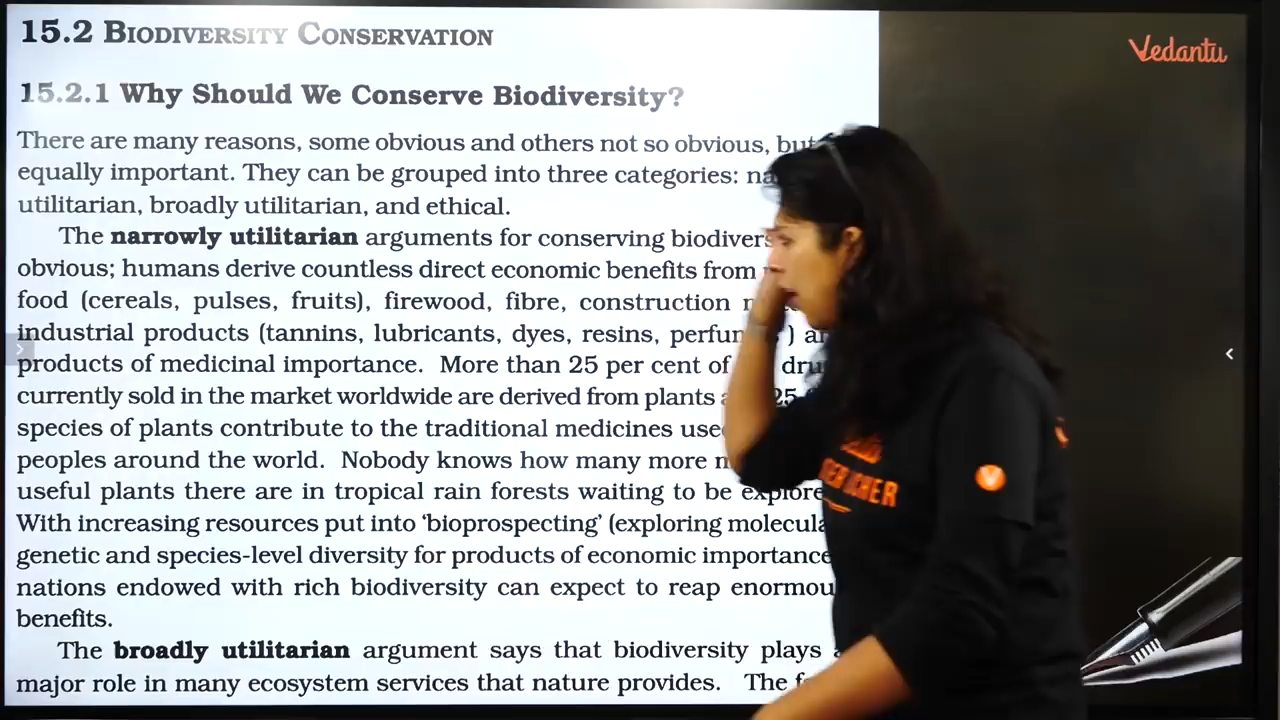 15.2 BIODIVERSITY CONSERVATION
Vedantu
15.2.1 Why Should We Conserve Biodiversity?
There are many reasons, some obvious and others not so obvious, but
equally important. They can be grouped into three categories:
utilitarian, broadly utilitarian, and ethical.
The narrowly utilitarian arguments for conserving
obvious; humans derive countless direct economic benefits from
food (cereals, pulses, fruits), firewood, fibre, construction
industrial products (tannins, lubricants, dyes, resins,
products of medicinal importance. More than 25 per cent of
currently sold in the market worldwide are derived from plants
species of plants contribute to the traditional medicines
peoples around the world. Nobody knows how many more
useful plants there are in tropical rain forests waiting to be
With increasing resources put into ‘bioprospecting’ (exploring
genetic and species-level diversity for products of economic importance
nations endowed with rich biodiversity can expect to reap
benefits.
The broadly utilitarian argument says that biodiversity plays
major role in many ecosystem services that nature provides. The